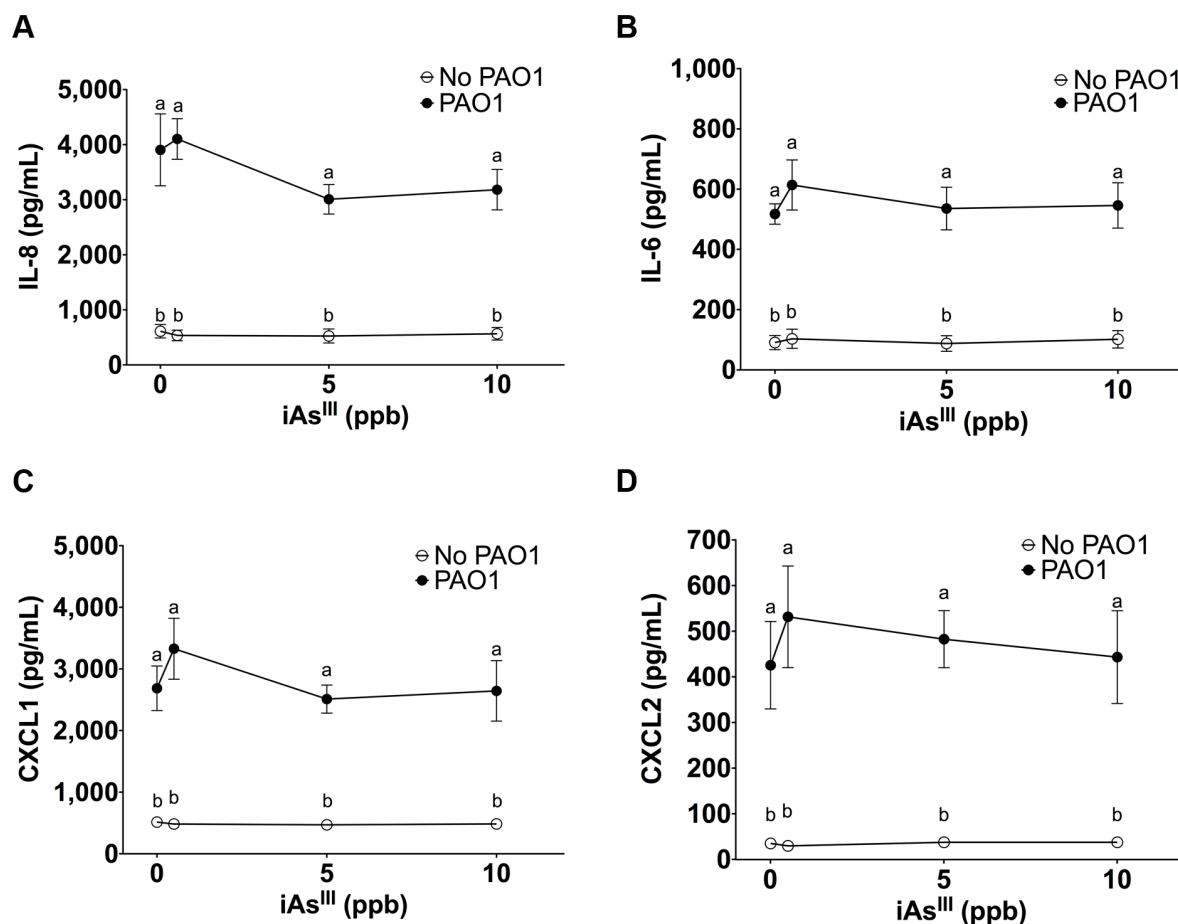 A
No PAO1
PAO1
IL-8 (pg/mL)
5,000
4,000
3,000
2,000
1,000
0
a a a a
b b b b
0 5 10
iAsᴵᴵᴵ (ppb)
B
No PAO1
PAO1
IL-6 (pg/mL)
1,000
800
600
400
200
0
a a a a
b b b b
0 5 10
iAsᴵᴵᴵ (ppb)
C
No PAO1
PAO1
CXCL1 (pg/mL)
5,000
4,000
3,000
2,000
1,000
0
a a a a
b b b b
0 5 10
iAsᴵᴵᴵ (ppb)
D
No PAO1
PAO1
CXCL2 (pg/mL)
700
600
500
400
300
200
100
0
a a a a
b b b b
0 5 10
iAsᴵᴵᴵ (ppb)